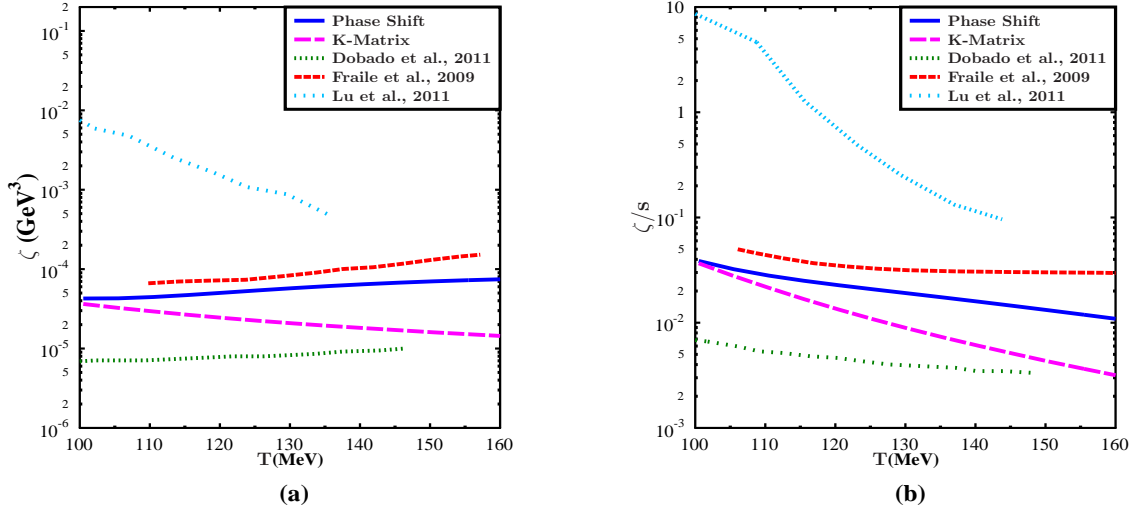 Phase Shift
K-Matrix
Dobado et al., 2011
Fraile et al., 2009
Lu et al., 2011
ζ (GeV³)
2
10⁻¹
5
2
10⁻²
5
2
10⁻³
5
2
10⁻⁴
5
2
10⁻⁵
5
2
10⁻⁶
100 110 120 130 140 150 160
T(MeV)
(a)
Phase Shift
K-Matrix
Dobado et al., 2011
Fraile et al., 2009
Lu et al., 2011
ζ/s
10
5
2
1
5
2
10⁻¹
5
2
10⁻²
5
2
10⁻³
100 110 120 130 140 150 160
T(MeV)
(b)